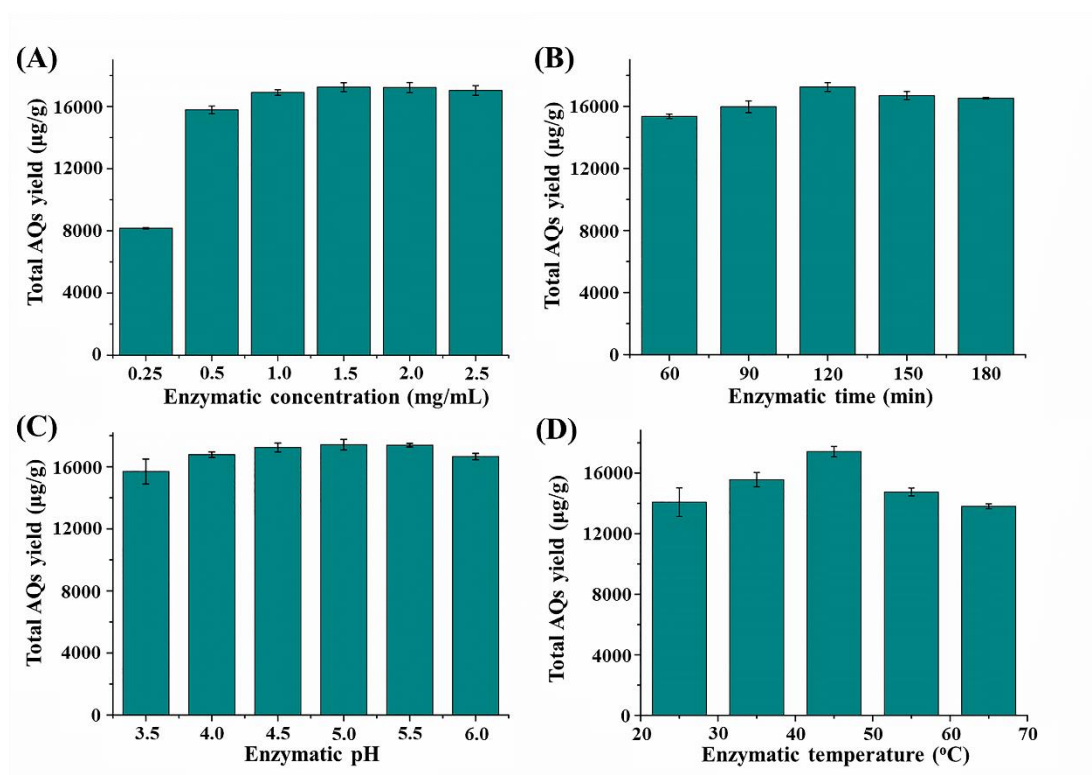 (A)
Total AQs yield (µg/g)
16000
12000
8000
4000
0
0.25 0.5 1.0 1.5 2.0 2.5
Enzymatic concentration (mg/mL)
(B)
Total AQs yield (µg/g)
16000
12000
8000
4000
0
60 90 120 150 180
Enzymatic time (min)
(C)
Total AQs yield (µg/g)
16000
12000
8000
4000
0
3.5 4.0 4.5 5.0 5.5 6.0
Enzymatic pH
(D)
Total AQs yield (µg/g)
16000
12000
8000
4000
0
20 30 40 50 60 70
Enzymatic temperature (°C)